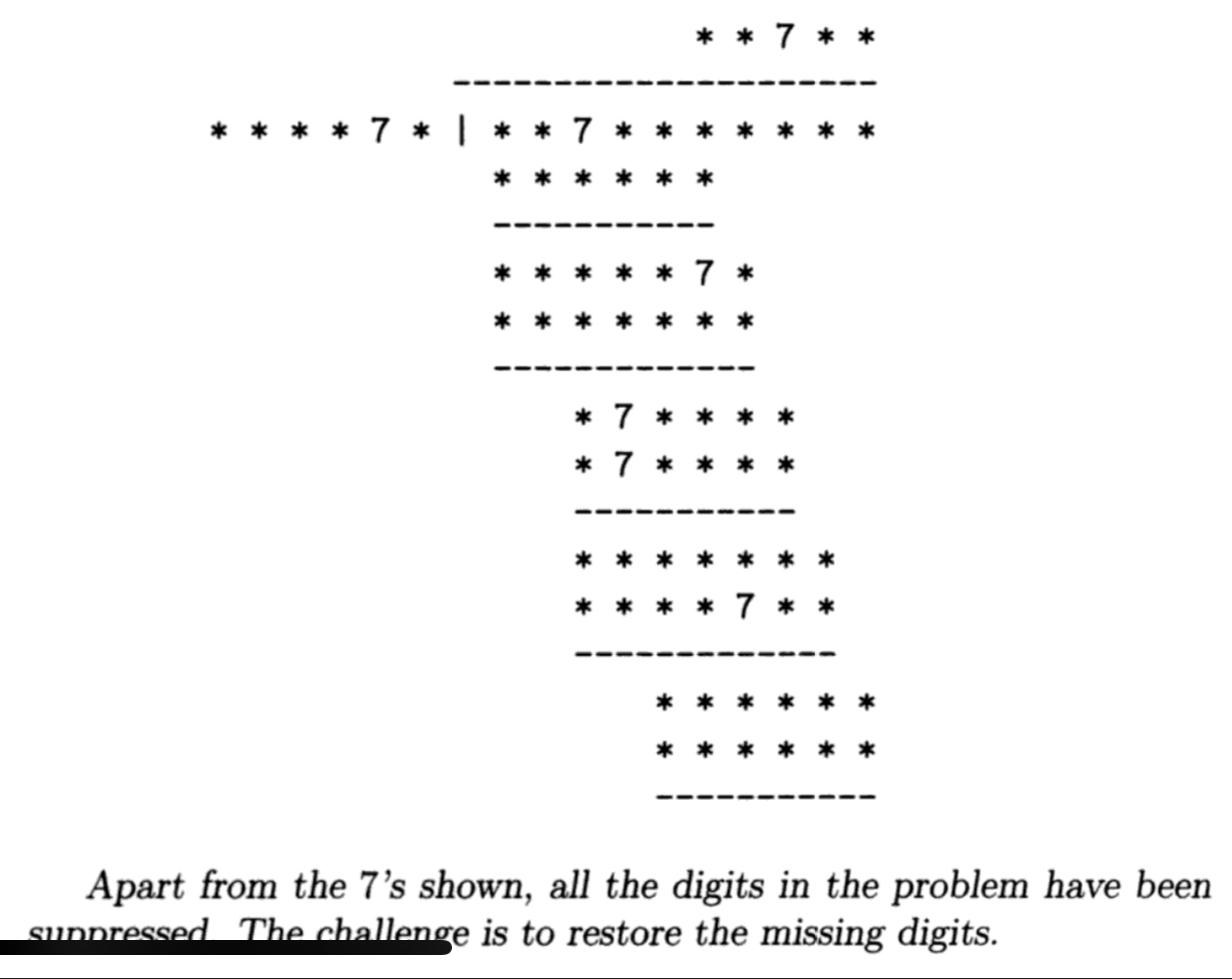 * * 7 * *
---------------------
* * * * 7 * | * * 7 * * * * * * *
* * * * * *
-----------
* * * * * 7 *
* * * * * * *
-------------
* 7 * * * *
* 7 * * * *
-----------
* * * * * * *
* * * * 7 * *
-------------
* * * * * *
* * * * * *
-----------
Apart from the 7's shown, all the digits in the problem have been
suppressed. The challenge is to restore the missing digits.